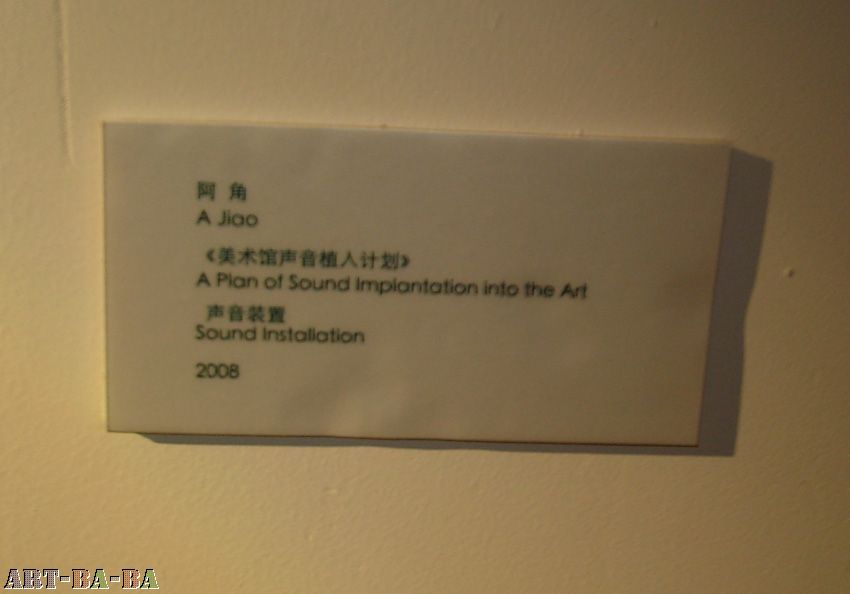 阿 角
A Jiao
《美术馆声音植入计划》
A Plan of Sound Implantation into the Art
声音装置
Sound Installation
2008
ART-BA-BA